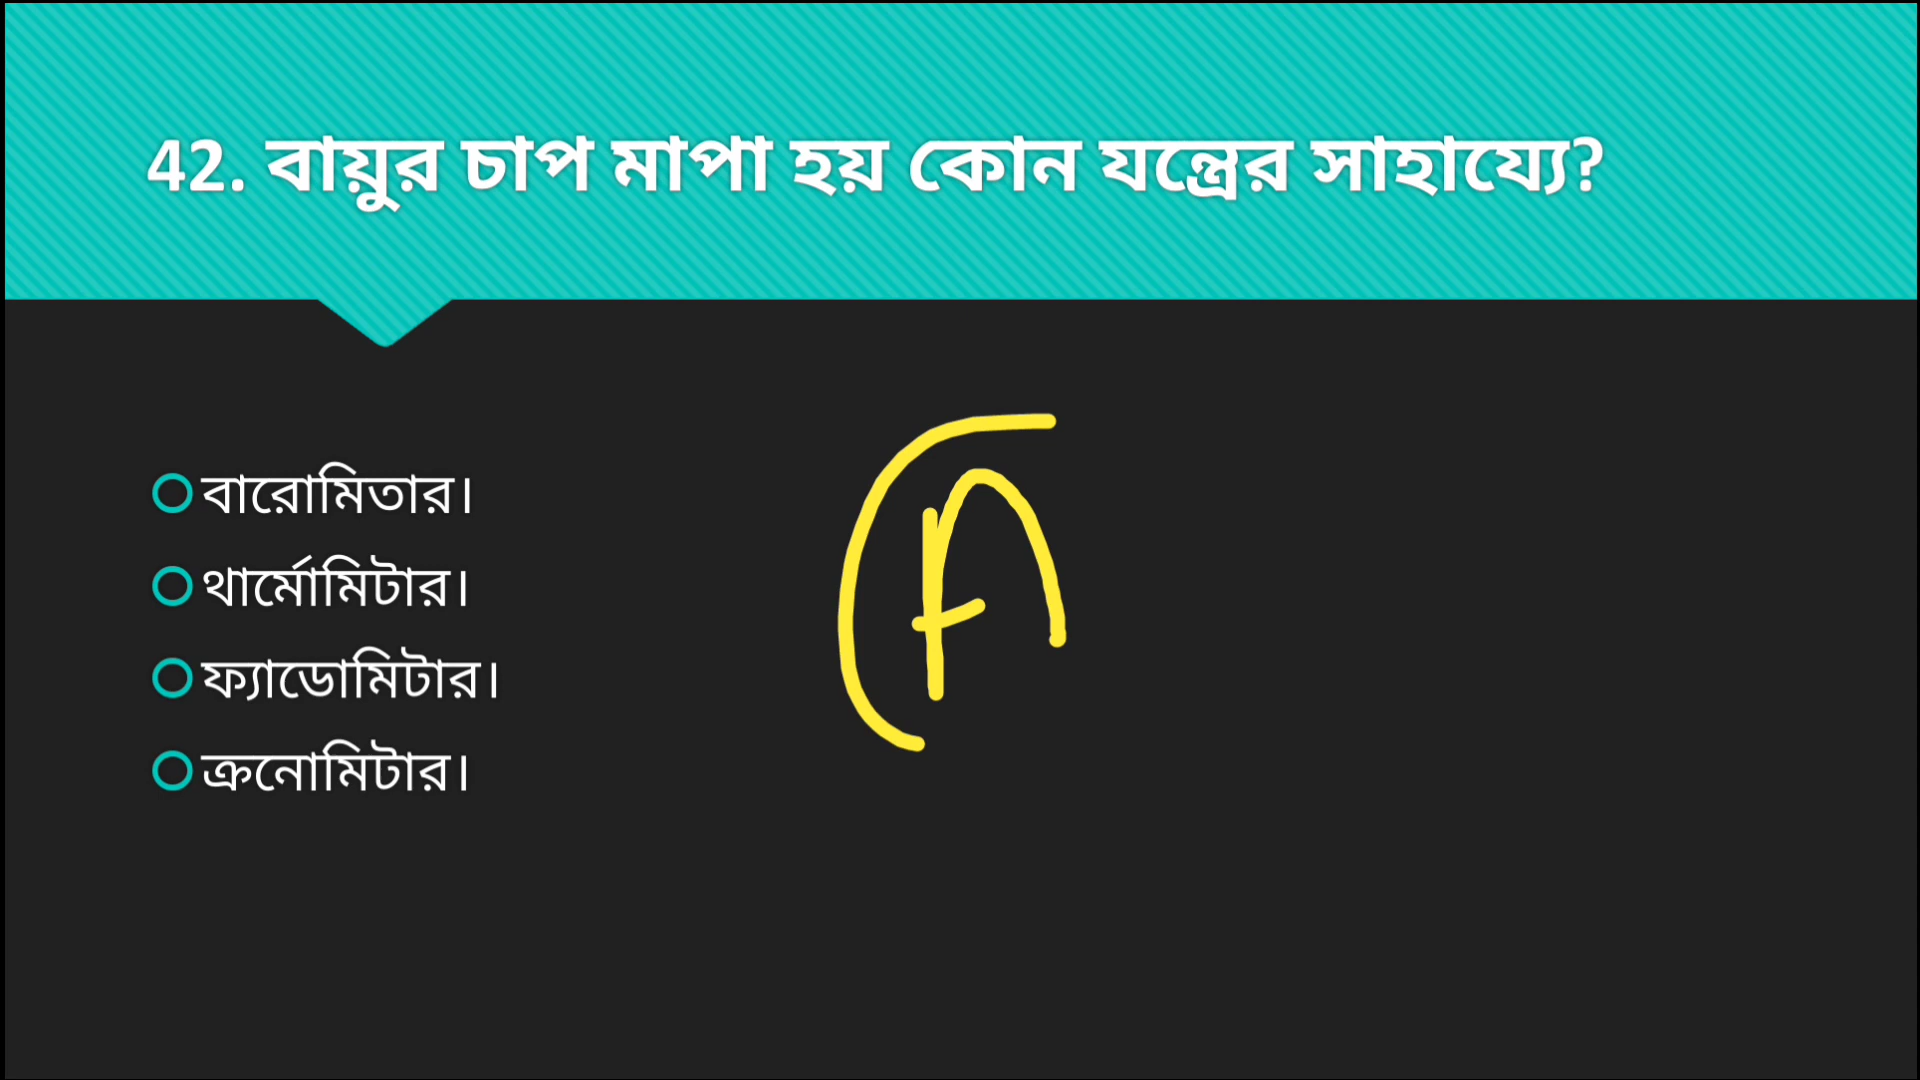 42. বায়ুর চাপ মাপা হয় কোন যন্ত্রের সাহায্যে?
বারোমিতার।
থার্মোমিটার।
ফ্যাডোমিটার।
ক্রনোমিটার।
A